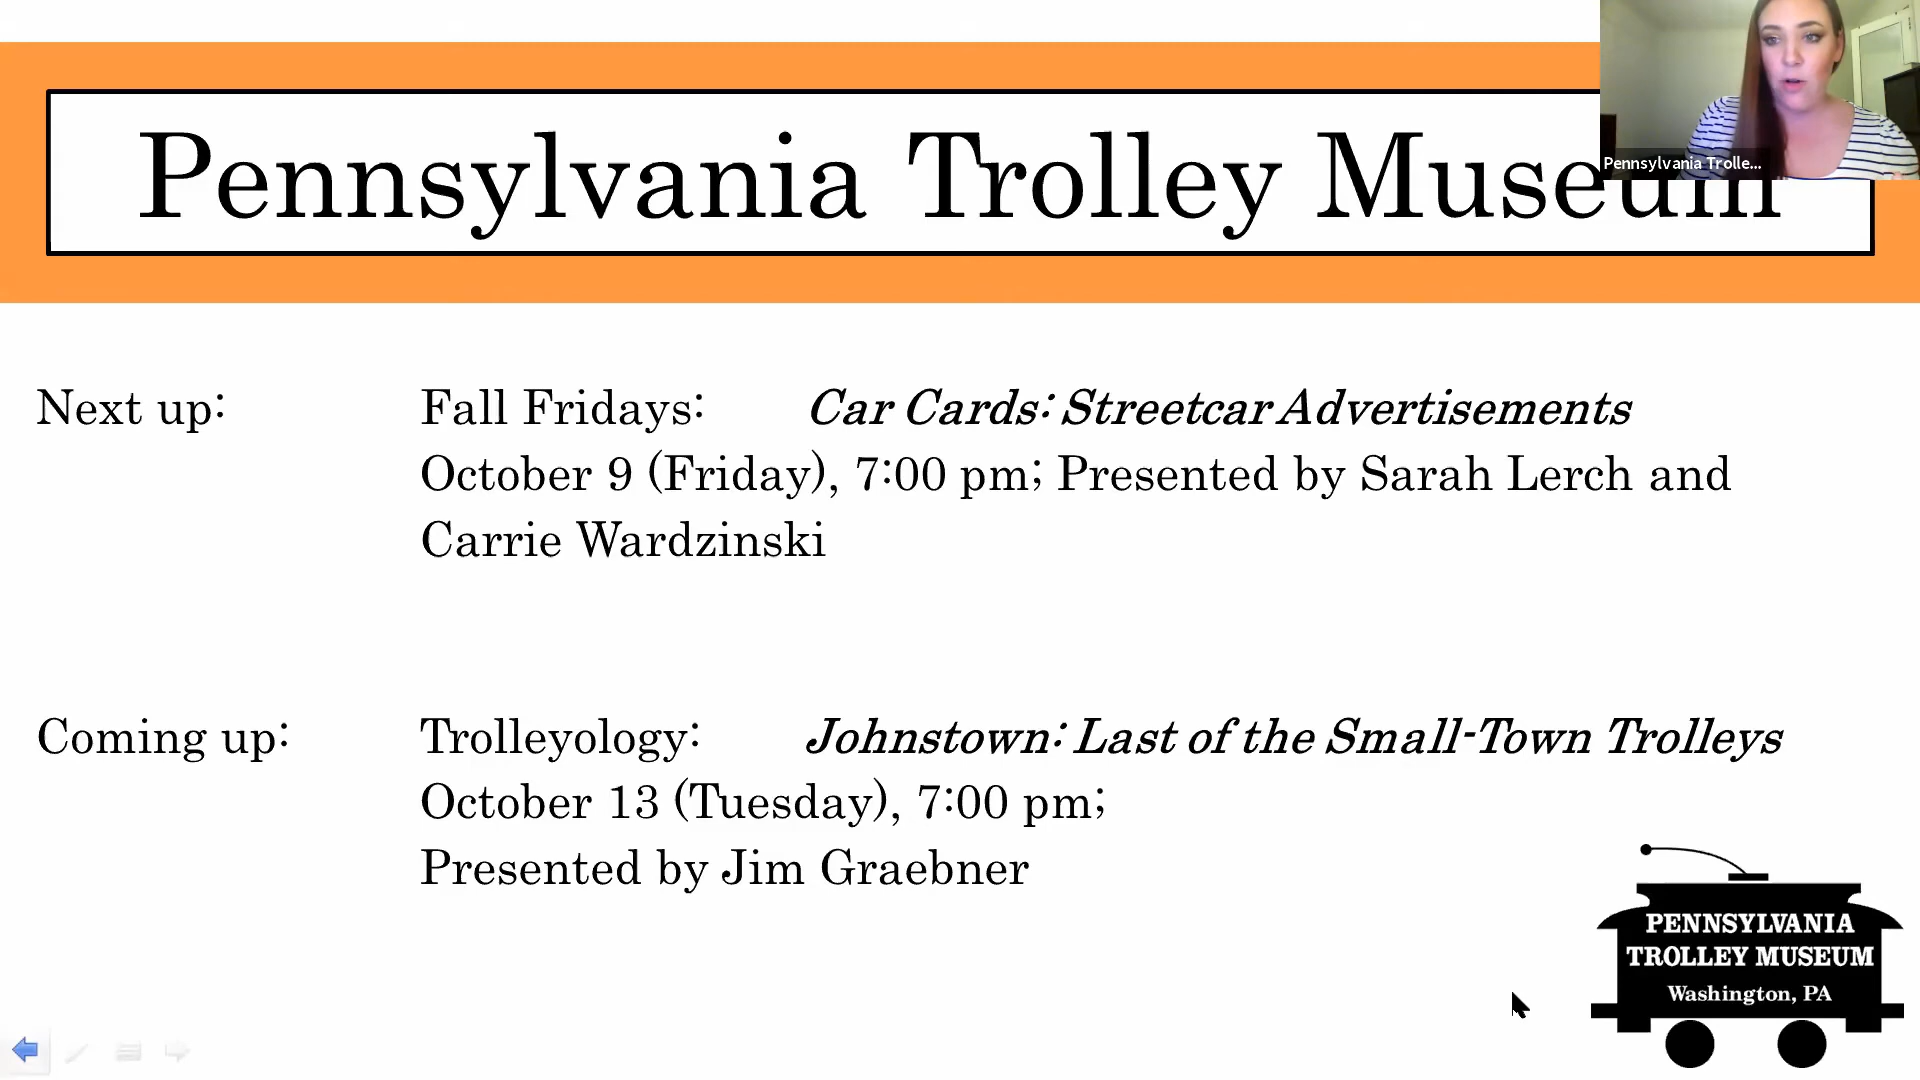 Pennsylvania Trolley Museum
Pennsylvania Trolle...
Next up: Fall Fridays: Car Cards: Streetcar Advertisements
October 9 (Friday), 7:00 pm; Presented by Sarah Lerch and
Carrie Wardzinski
Coming up: Trolleyology: Johnstown: Last of the Small-Town Trolleys
October 13 (Tuesday), 7:00 pm;
Presented by Jim Graebner
PENNSYLVANIA
TROLLEY MUSEUM
Washington, PA